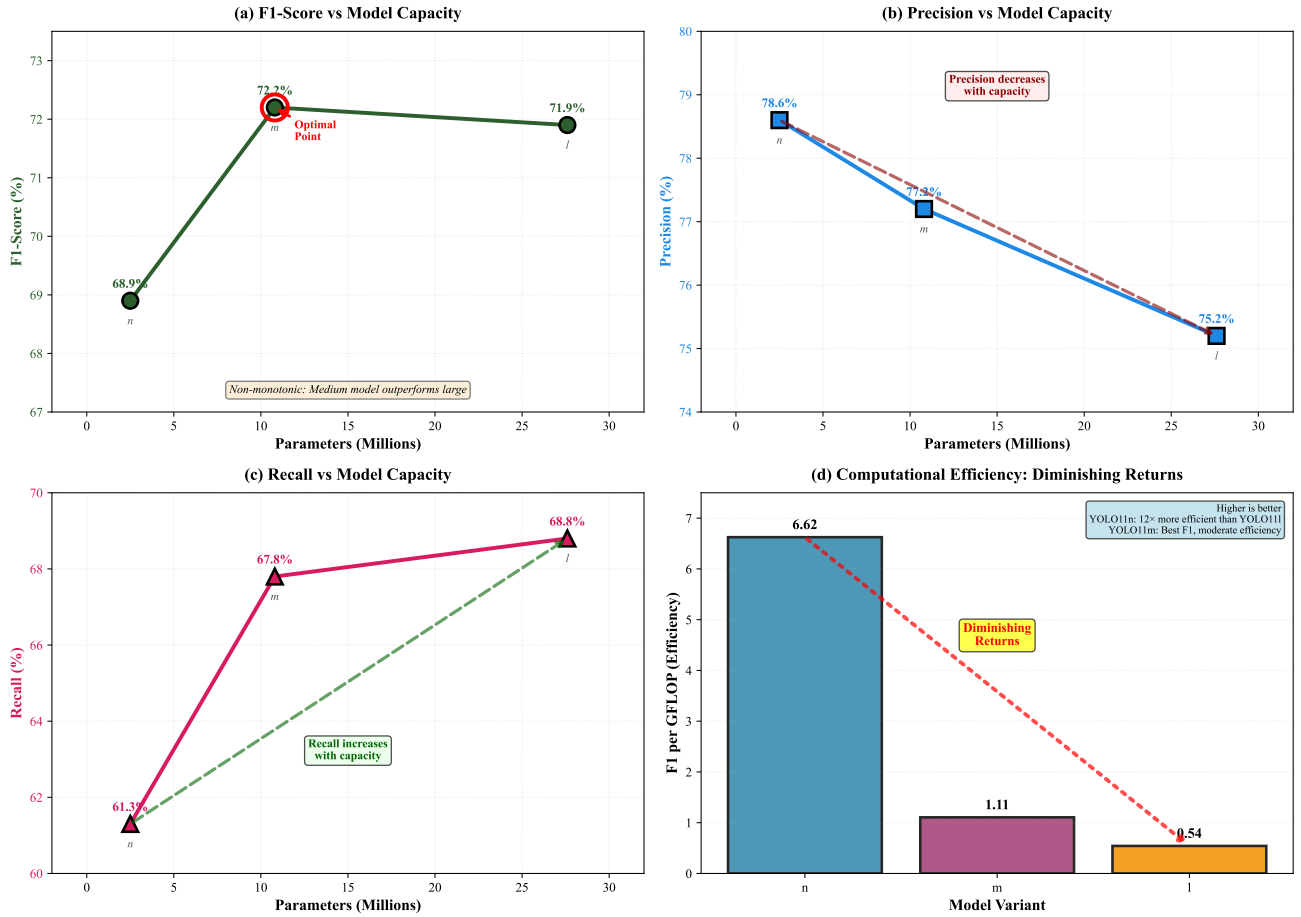 (a) F1-Score vs Model Capacity
73
72
71
70
69
68
67
F1-Score (%)
72.2%
71.9%
68.9%
m
l
n
Optimal
Point
Non-monotonic: Medium model outperforms large
0 5 10 15 20 25 30
Parameters (Millions)
(b) Precision vs Model Capacity
80
79
78
77
76
75
74
Precision (%)
Precision decreases
with capacity
78.6%
n
77.2%
m
75.2%
l
0 5 10 15 20 25 30
Parameters (Millions)
(c) Recall vs Model Capacity
70
68
66
64
62
60
Recall (%)
68.8%
l
67.8%
m
Recall increases
with capacity
61.3%
n
0 5 10 15 20 25 30
Parameters (Millions)
(d) Computational Efficiency: Diminishing Returns
7
6
5
4
3
2
1
0
F1 per GFLOP (Efficiency)
Higher is better
YOLO11n: 12× more efficient than YOLO11l
YOLO11m: Best F1, moderate efficiency
6.62
Diminishing
Returns
1.11
0.54
n m l
Model Variant